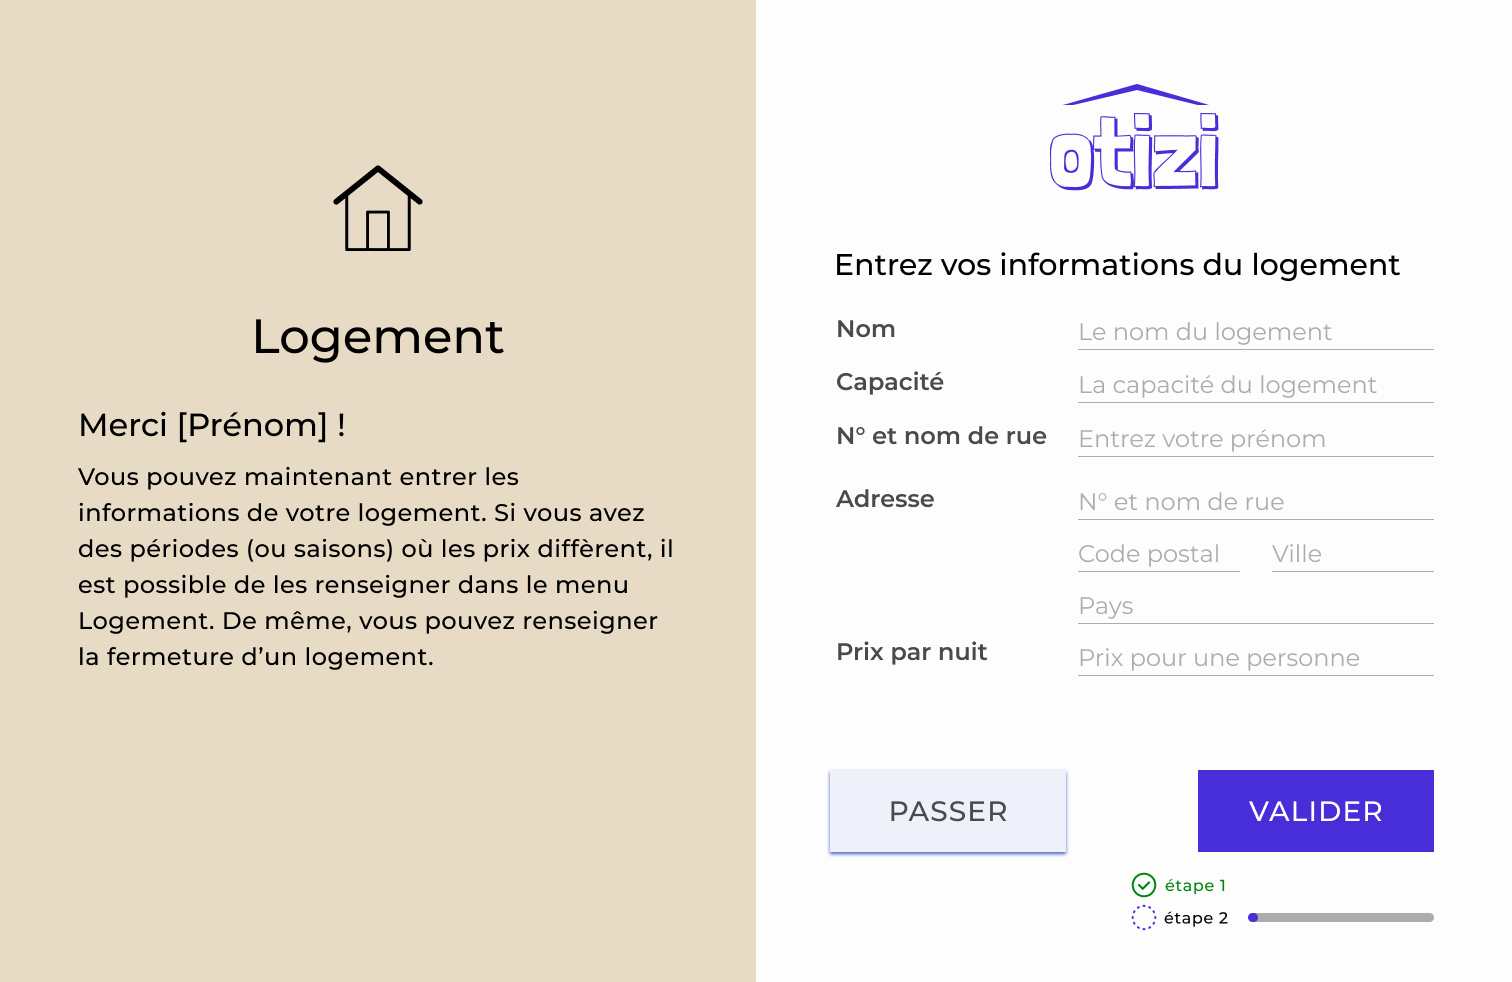 Logement
Merci [Prénom] !
Vous pouvez maintenant entrer les
informations de votre logement. Si vous avez
des périodes (ou saisons) où les prix diffèrent, il
est possible de les renseigner dans le menu
Logement. De même, vous pouvez renseigner
la fermeture d’un logement.
otizi
Entrez vos informations du logement
Nom Le nom du logement
Capacité La capacité du logement
N° et nom de rue Entrez votre prénom
Adresse N° et nom de rue
Code postal Ville
Pays
Prix par nuit Prix pour une personne
PASSER VALIDER
étape 1
étape 2